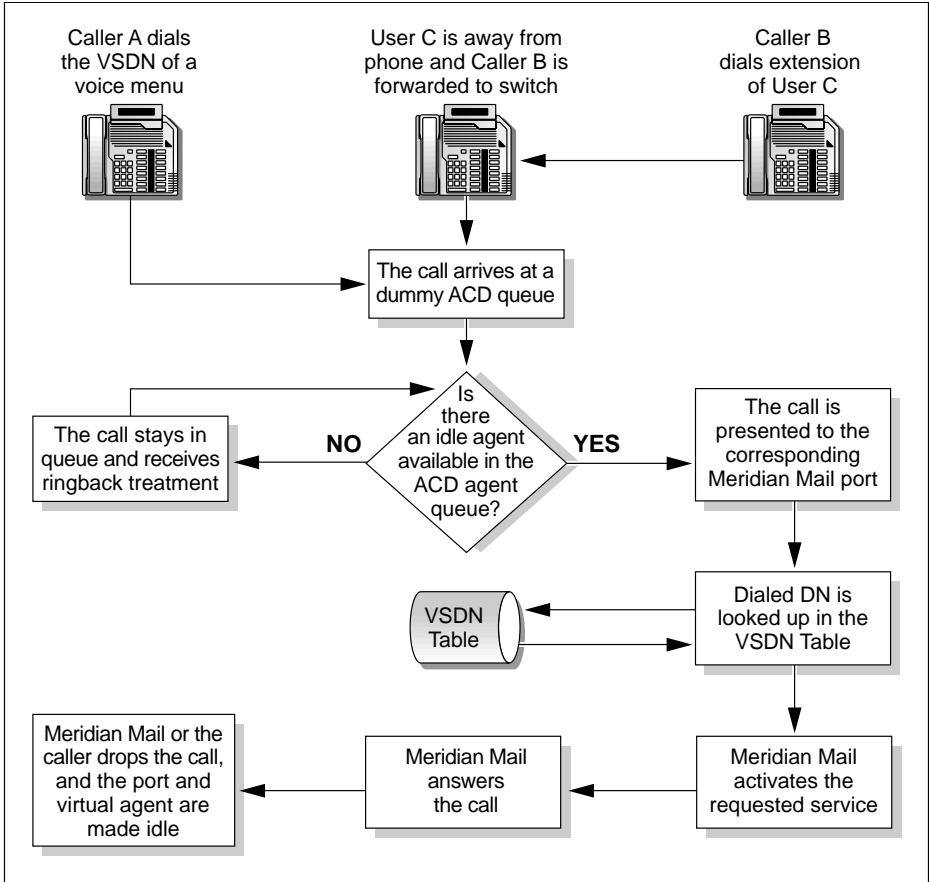 Caller A dials
the VSDN of a
voice menu
User C is away from
phone and Caller B is
forwarded to switch
Caller B
dials extension
of User C
The call arrives at a
dummy ACD queue
Is
there
an idle agent
available in the
ACD agent
queue?
NO
YES
The call stays in
queue and receives
ringback treatment
The call is
presented to the
corresponding
Meridian Mail port
VSDN
Table
Dialed DN is
looked up in the
VSDN Table
Meridian Mail or the
caller drops the call,
and the port and
virtual agent are
made idle
Meridian Mail
answers
the call
Meridian Mail
activates the
requested service